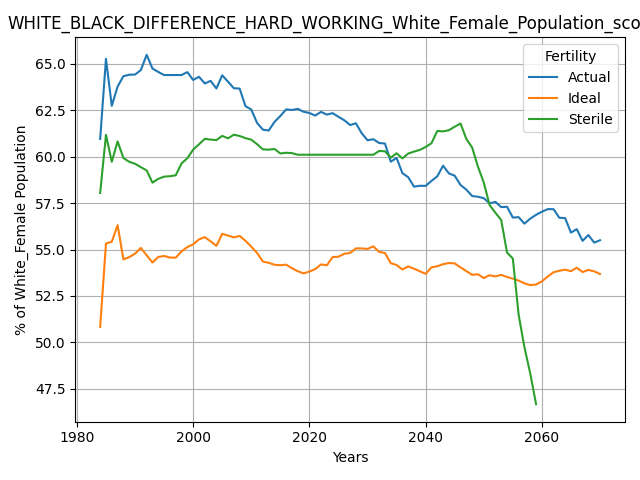 WHITE_BLACK_DIFFERENCE_HARD_WORKING_White_Female_Population_sco
Fertility
Actual
Ideal
Sterile
% of White_Female Population
65.0
62.5
60.0
57.5
55.0
52.5
50.0
47.5
1980 2000 2020 2040 2060
Years